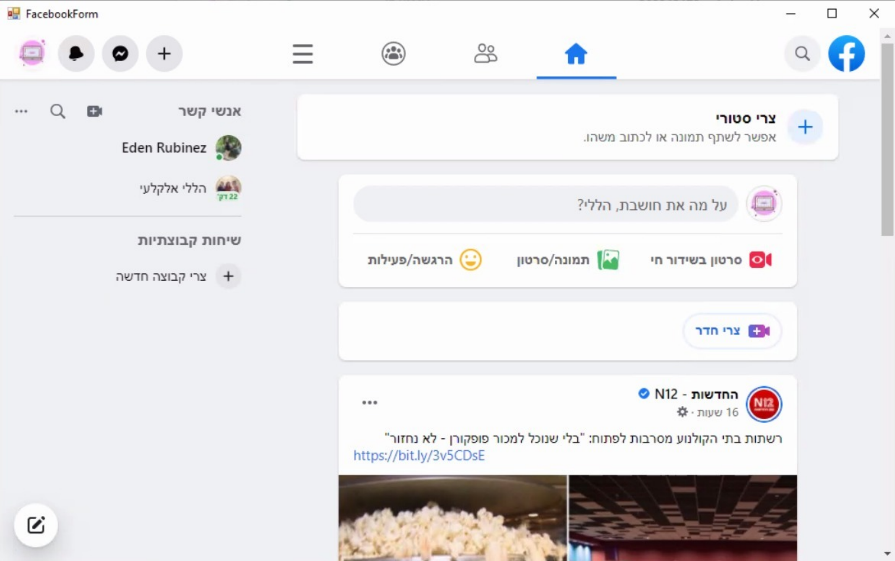 FacebookForm
צרי סטורי
אפשר לשתף תמונה או לכתוב משהו.
על מה את חושבת, הללי?
סרטון בשידור חי
תמונה/סרטון
הרגשה/פעילות
צרי חדר
החדשות - N12
N12
16 שעות ·
רשתות בתי הקולנוע מסרבות לפתוח: "בלי שנוכל למכור פופקורן - לא נחזור"
https://bit.ly/3v5CDsE
אנשי קשר
Eden Rubinez
הללי אלקלעי
22 דק'
שיחות קבוצתיות
צרי קבוצה חדשה